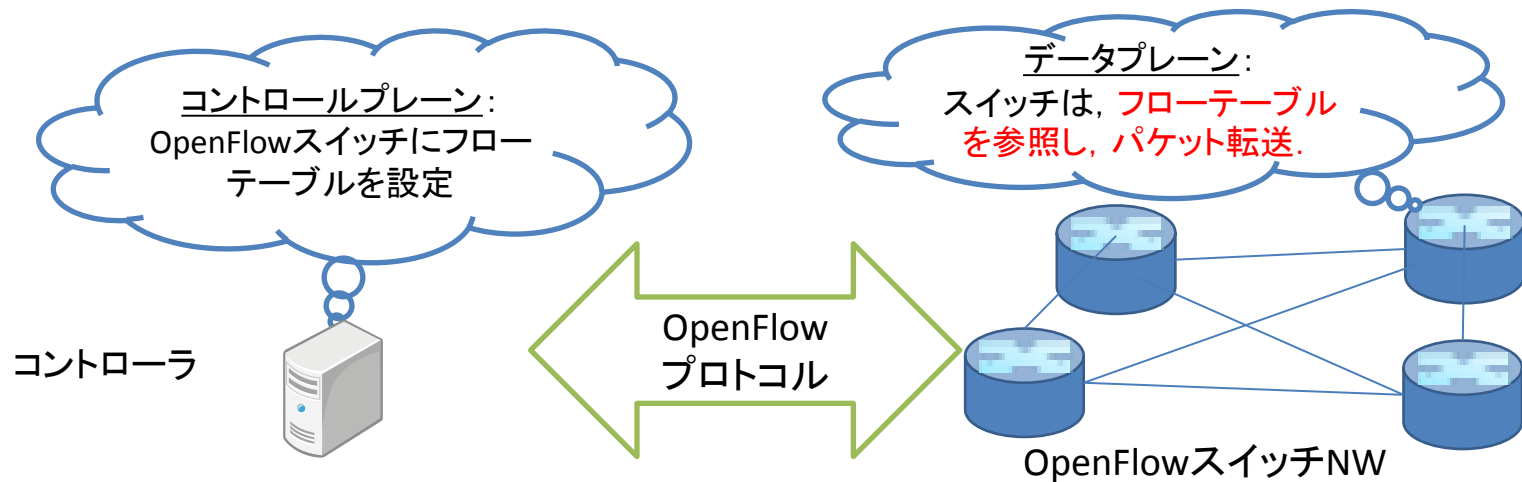 コントロールプレーン:
OpenFlowスイッチにフロー
テーブルを設定
コントローラ
OpenFlow
プロトコル
データプレーン:
スイッチは，フローテーブル
を参照し，パケット転送．
OpenFlowスイッチNW